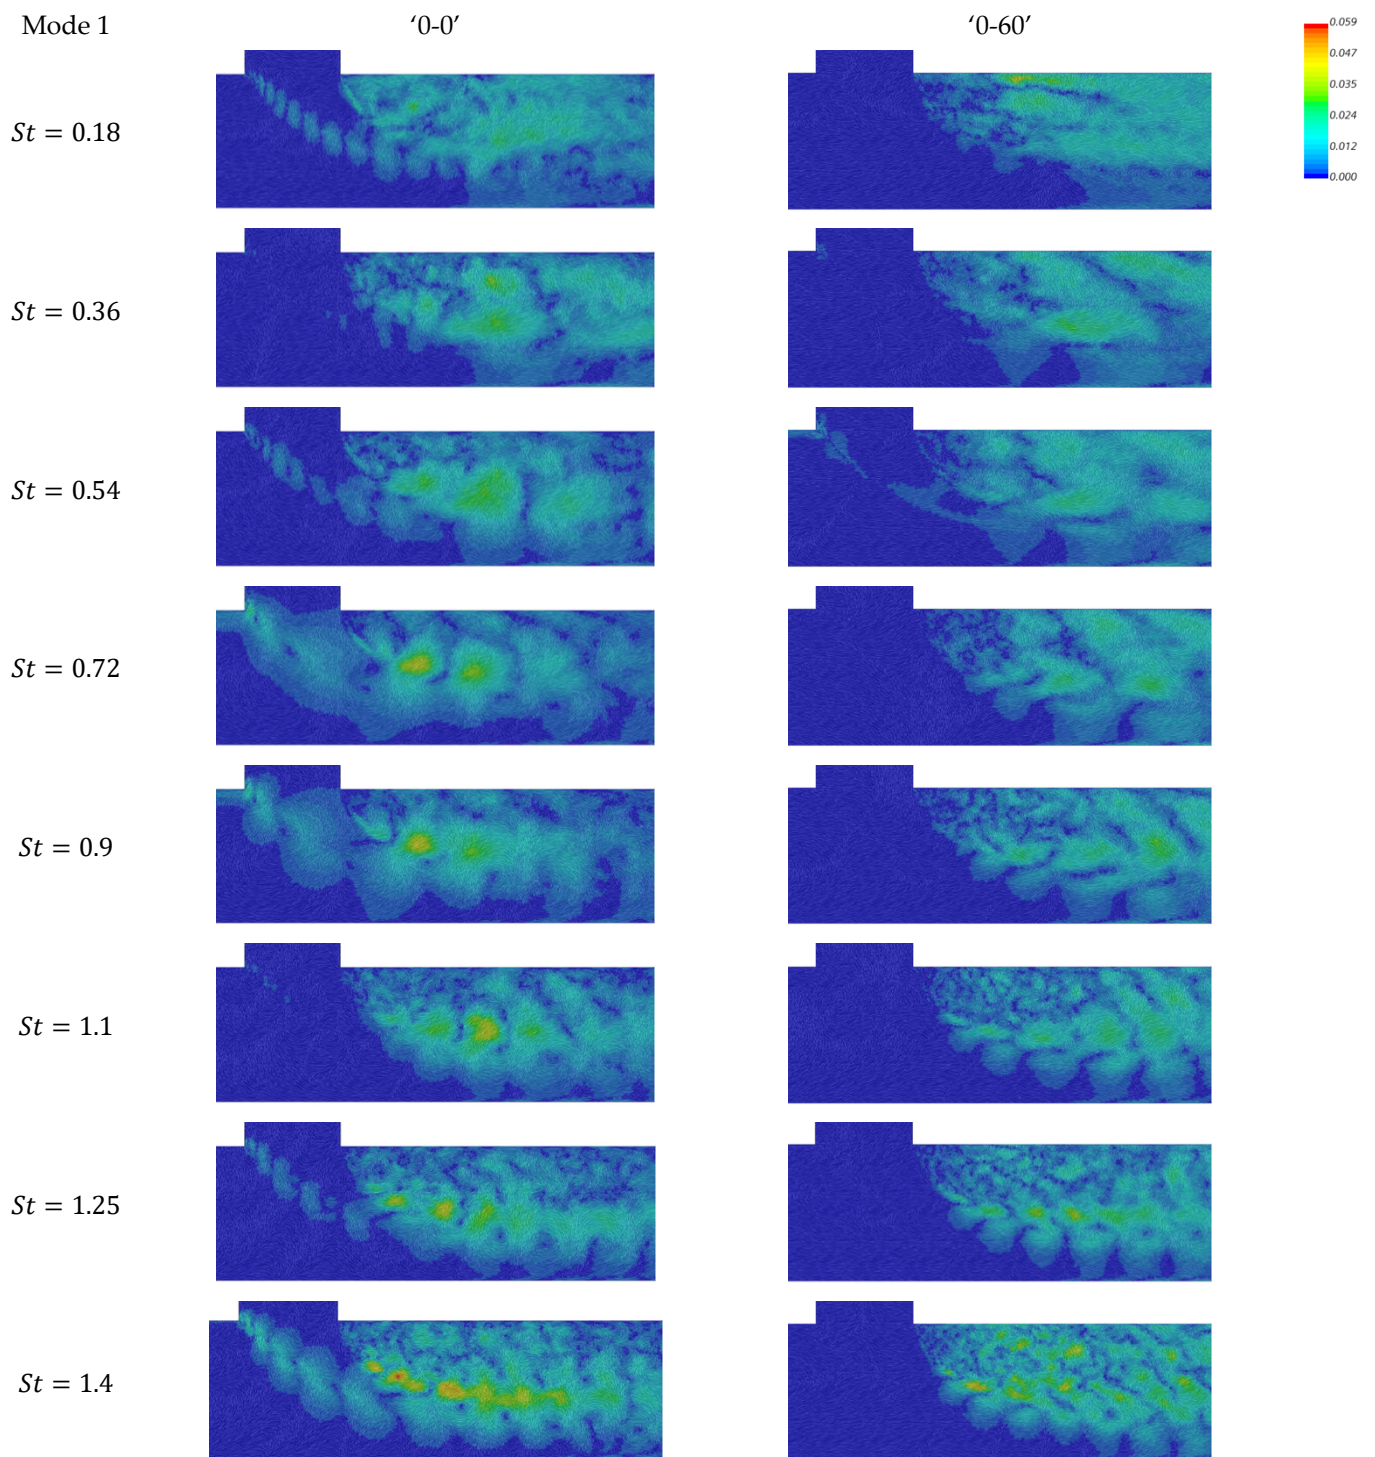 Mode 1 ‘0-0’ ‘0-60’
0.059
0.047
0.035
0.024
0.012
0.000
St = 0.18
St = 0.36
St = 0.54
St = 0.72
St = 0.9
St = 1.1
St = 1.25
St = 1.4